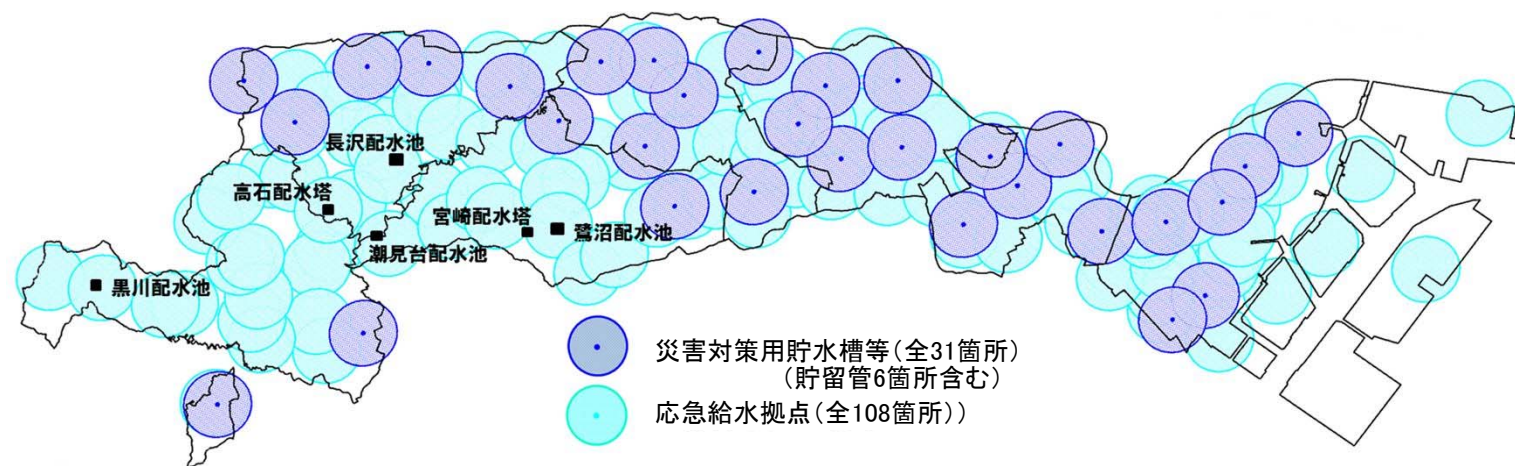 長沢配水池
高石配水塔
宮崎配水塔
鷺沼配水池
潮見台配水池
黒川配水池
災害対策用貯水槽等(全31箇所)
(貯留管6箇所含む)
応急給水拠点(全108箇所))